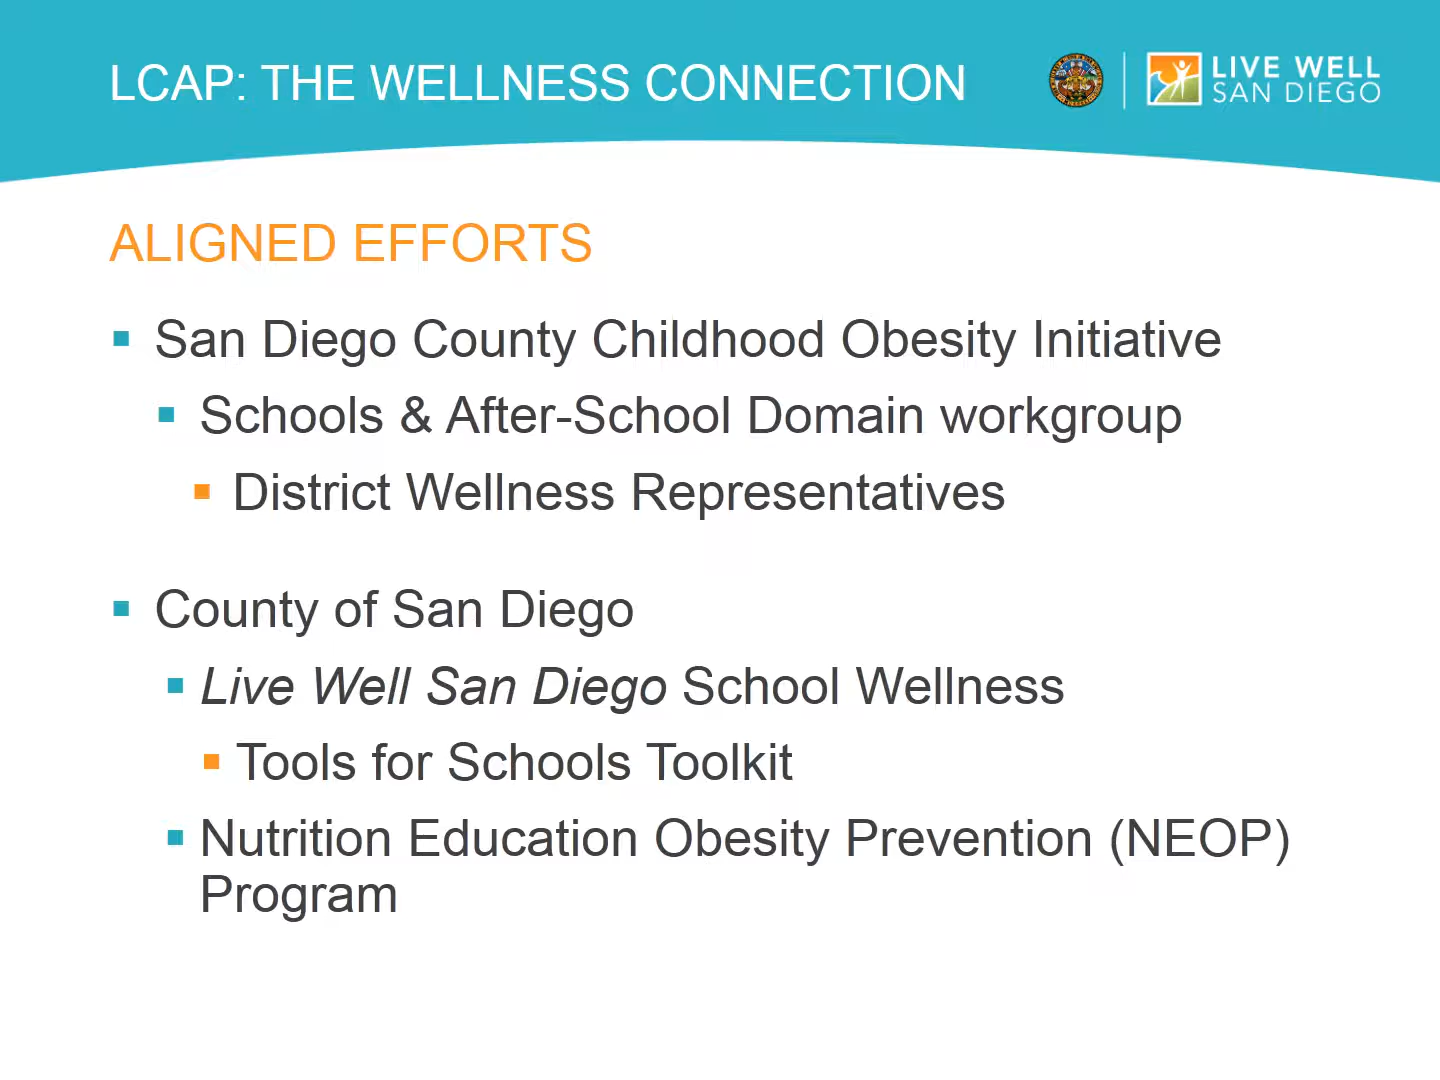 LCAP: THE WELLNESS CONNECTION
LIVE WELL
SAN DIEGO
ALIGNED EFFORTS
San Diego County Childhood Obesity Initiative
Schools & After-School Domain workgroup
District Wellness Representatives
County of San Diego
Live Well San Diego School Wellness
Tools for Schools Toolkit
Nutrition Education Obesity Prevention (NEOP)
Program